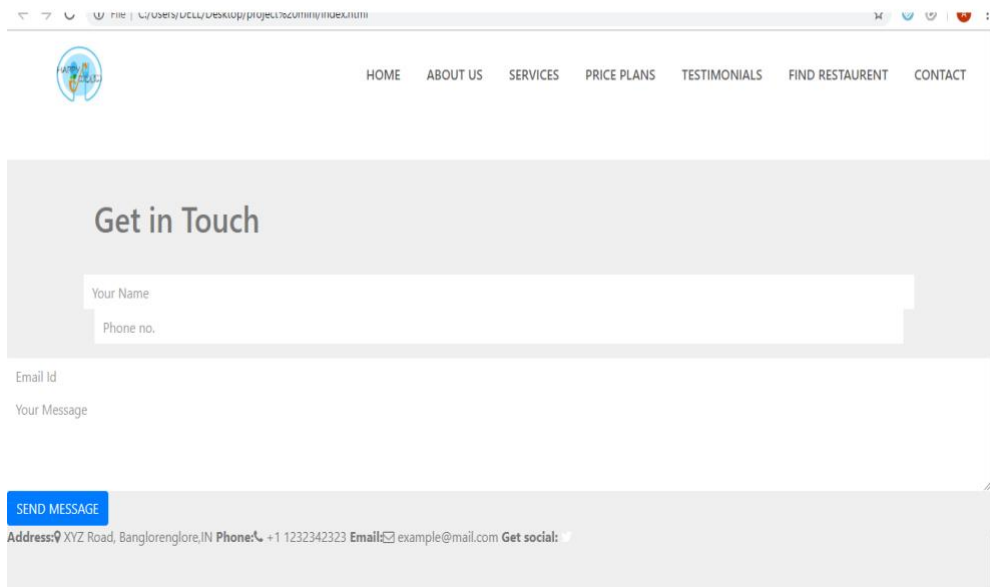 File | C:/Users/DELL/Desktop/project%20mini/index.html
HAPPY
HOME ABOUT US SERVICES PRICE PLANS TESTIMONIALS FIND RESTAURENT CONTACT
Get in Touch
Your Name
Phone no.
Email Id
Your Message
SEND MESSAGE
Address: XYZ Road, Banglorenglore,IN Phone: +1 1232342323 Email: example@mail.com Get social: